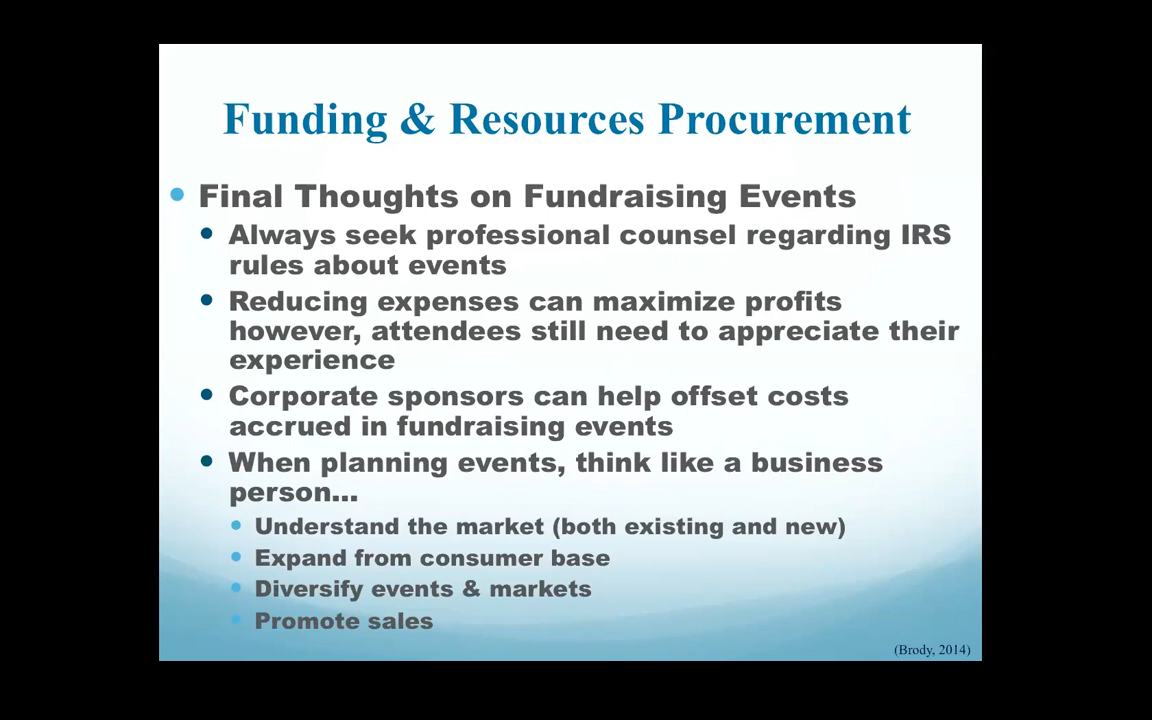 Funding & Resources Procurement
Final Thoughts on Fundraising Events
Always seek professional counsel regarding IRS
rules about events
Reducing expenses can maximize profits
however, attendees still need to appreciate their
experience
Corporate sponsors can help offset costs
accrued in fundraising events
When planning events, think like a business
person...
Understand the market (both existing and new)
Expand from consumer base
Diversify events & markets
Promote sales
(Brody, 2014)